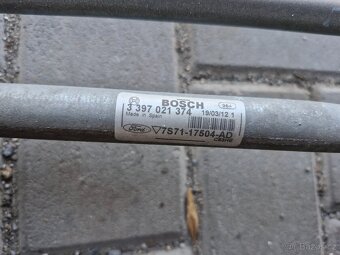 BOSCH
3 397 021 374
19/03/12 1
Made in Spain
Ford
7S71-17504-AD